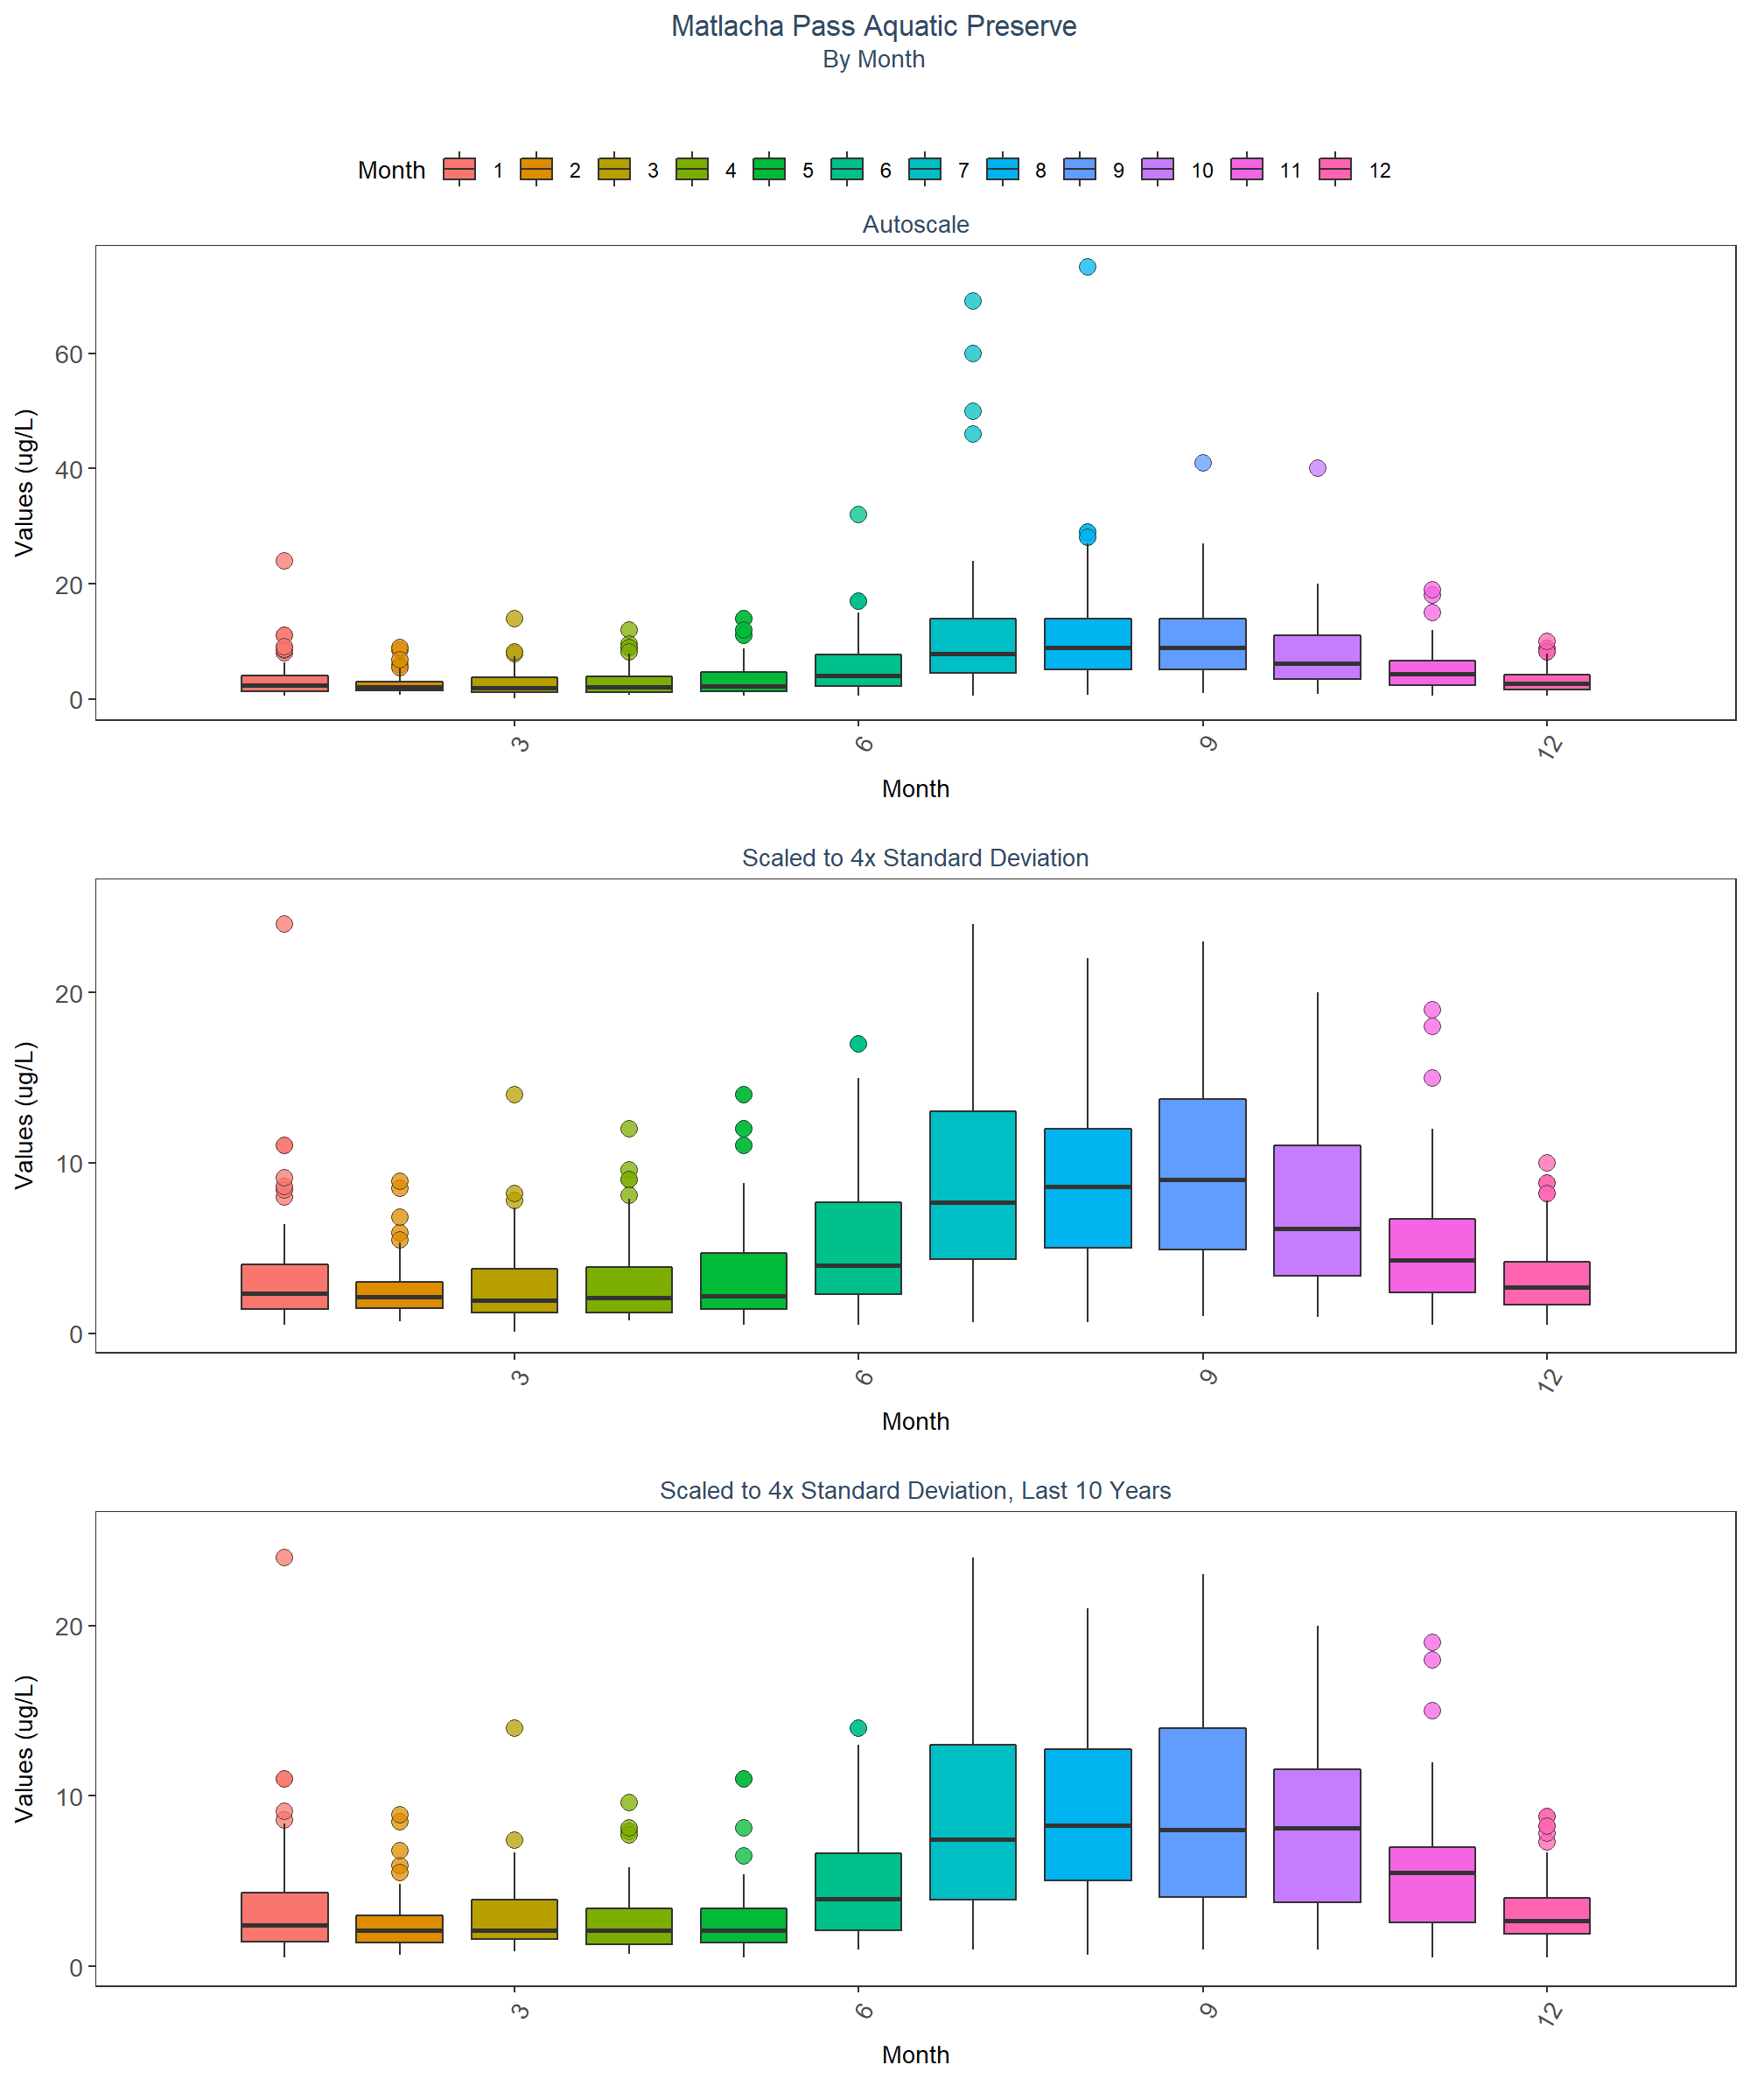 Matlacha Pass Aquatic Preserve
By Month
Month 1 2 3 4 5 6 7 8 9 10 11 12
Autoscale
Values (ug/L)
60
40
20
0
3 6 9 12
Month
Scaled to 4x Standard Deviation
Values (ug/L)
20
10
0
3 6 9 12
Month
Scaled to 4x Standard Deviation, Last 10 Years
Values (ug/L)
20
10
0
3 6 9 12
Month